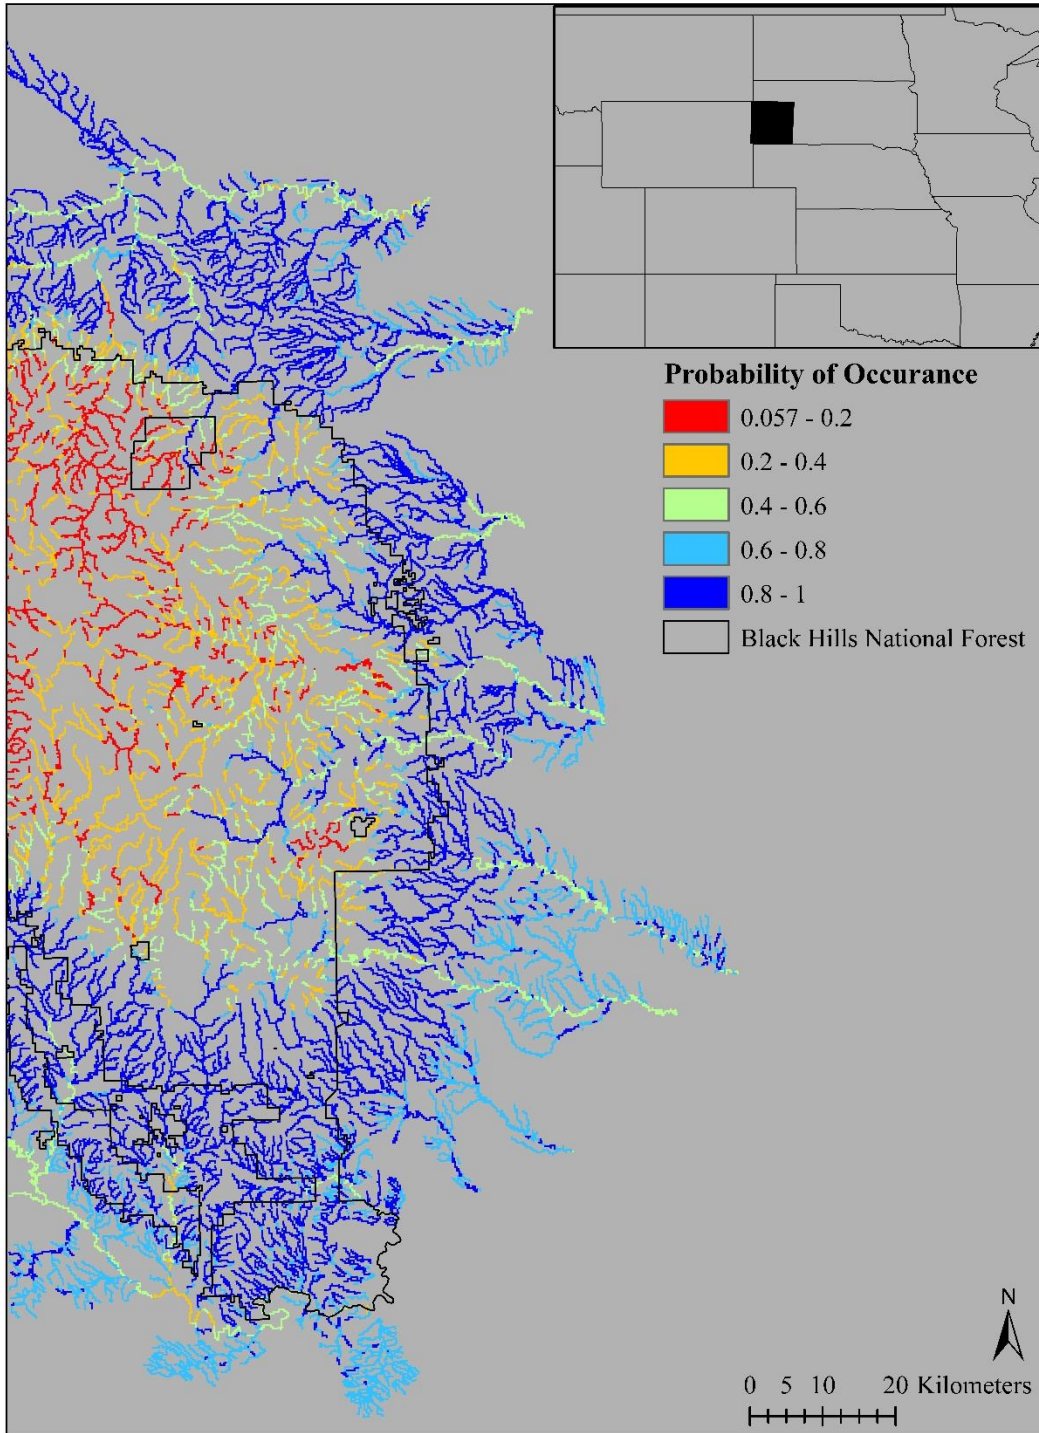 Probability of Occurance
0.057 - 0.2
0.2 - 0.4
0.4 - 0.6
0.6 - 0.8
0.8 - 1
Black Hills National Forest
N
0 5 10 20 Kilometers